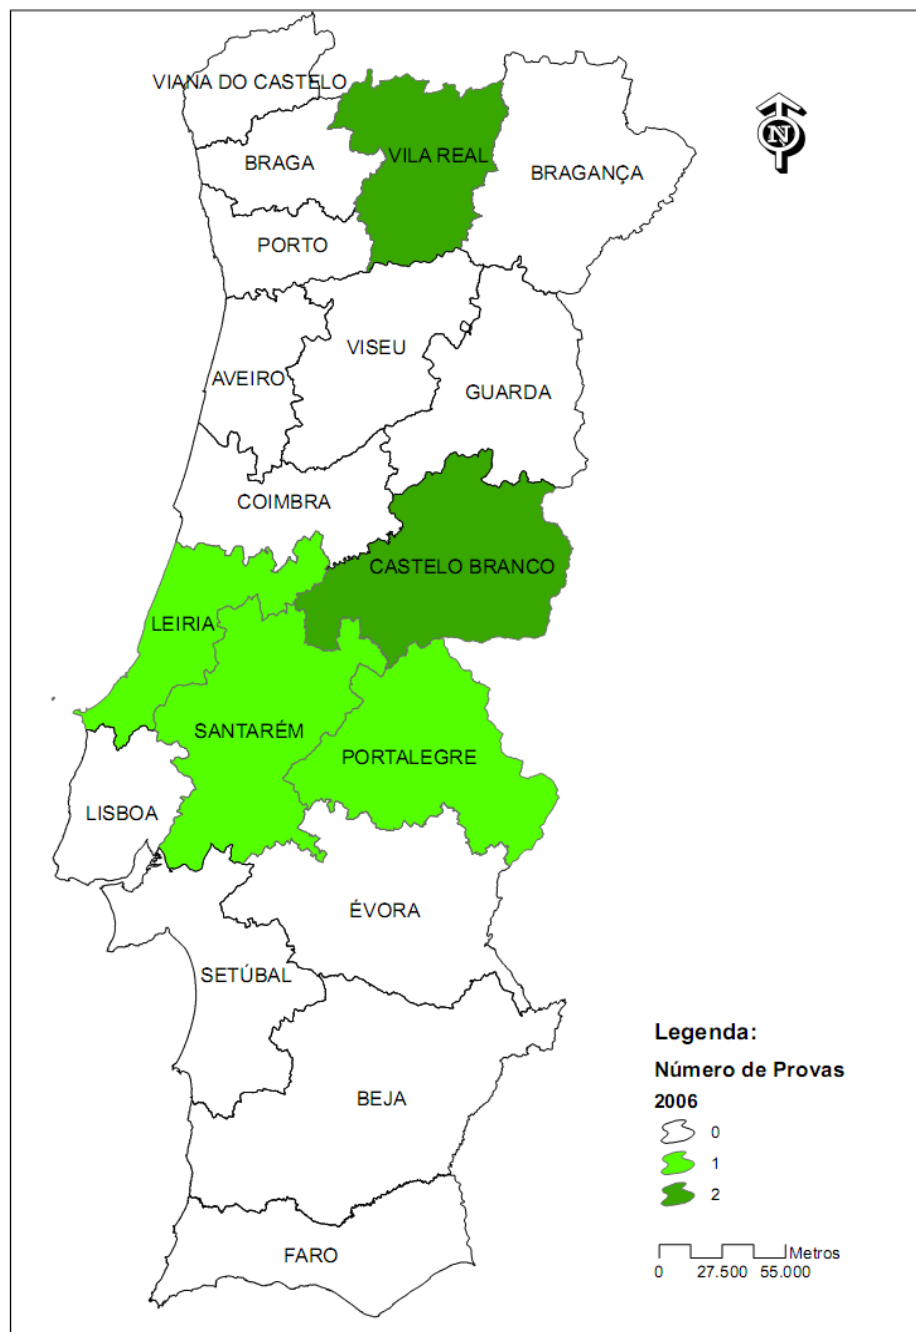 VIANA DO CASTELO
N
BRAGA
VILA REAL
BRAGANÇA
PORTO
VISEU
AVEIRO
GUARDA
COIMBRA
CASTELO BRANCO
LEIRIA
SANTARÉM
PORTALEGRE
LISBOA
ÉVORA
SETÚBAL
BEJA
FARO
Legenda:
Número de Provas
2006
0
1
2
Metros
0 27.500 55.000